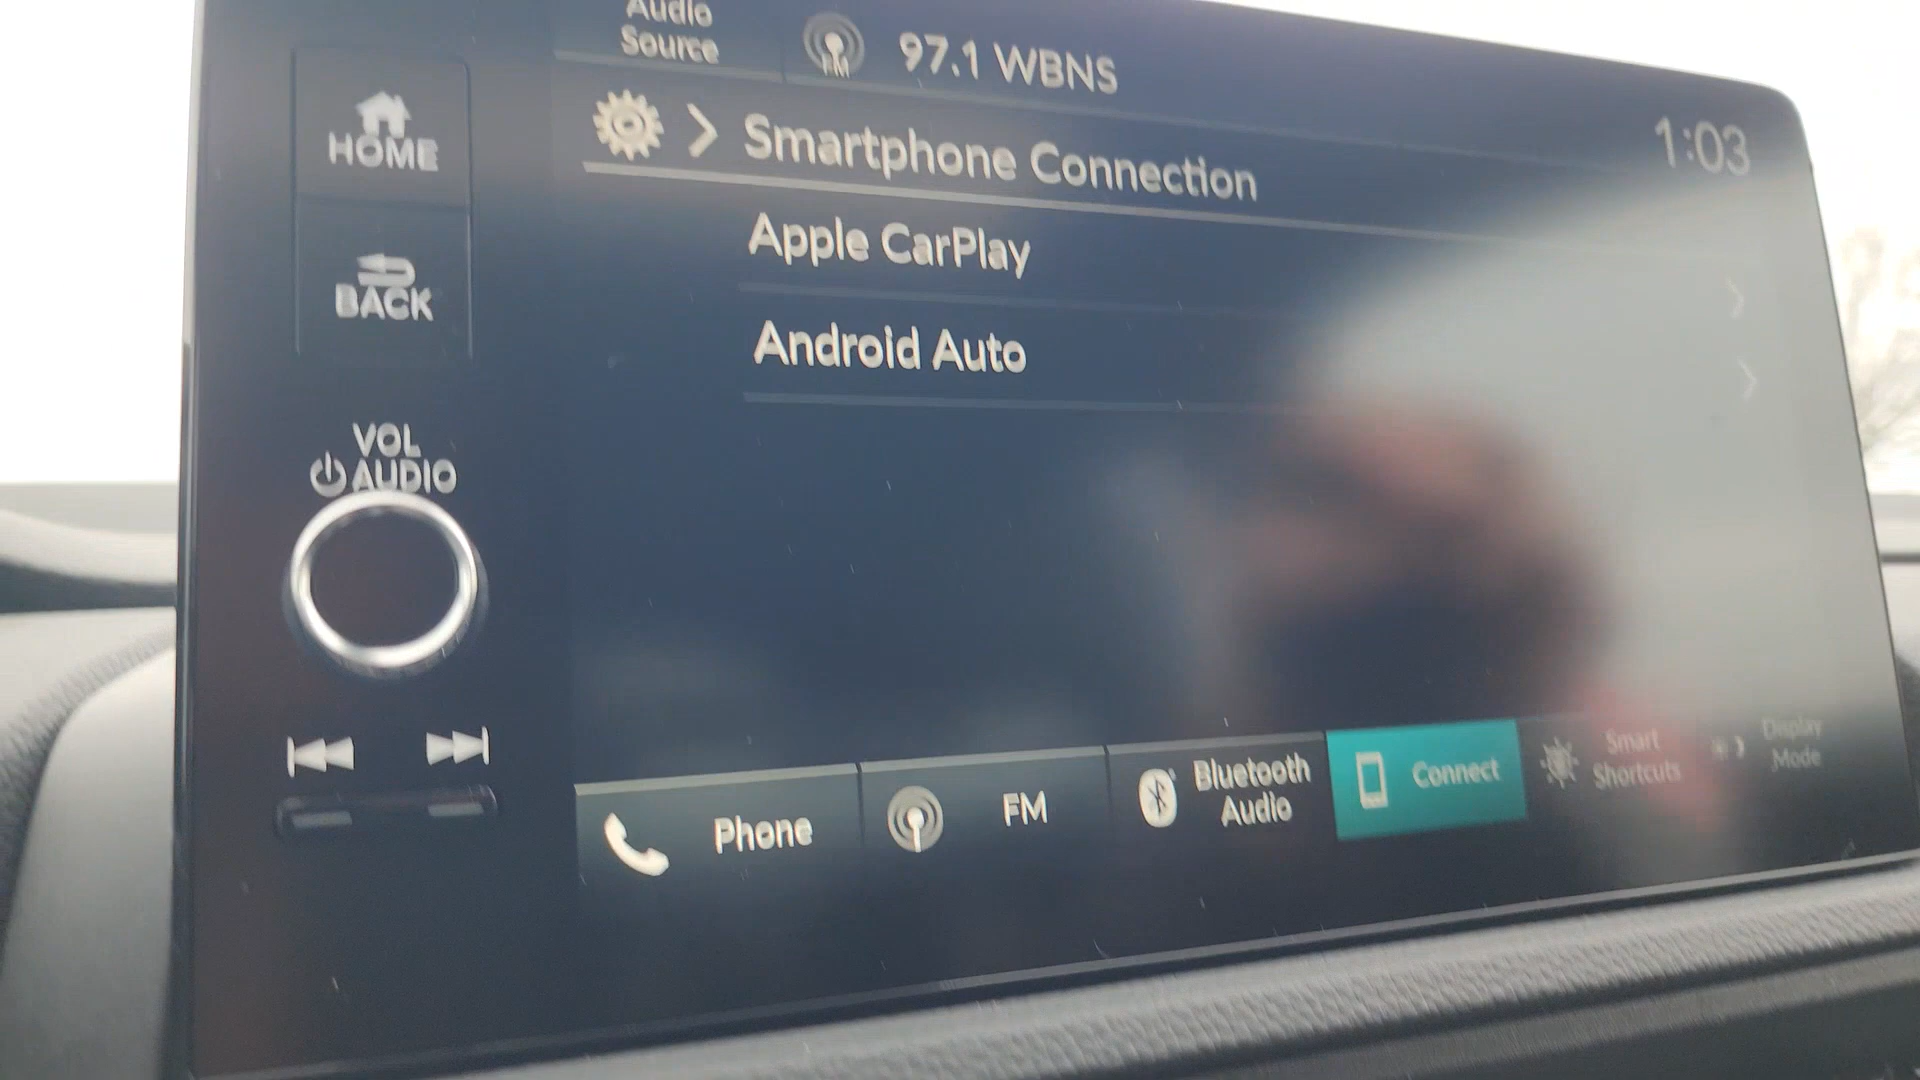 Audio
Source
FM
97.1 WBNS
HOME
Smartphone Connection
1:03
Apple CarPlay
BACK
Android Auto
VOL
AUDIO
Phone
FM
Bluetooth
Audio
Connect
Smart
Shortcuts
Display
Mode